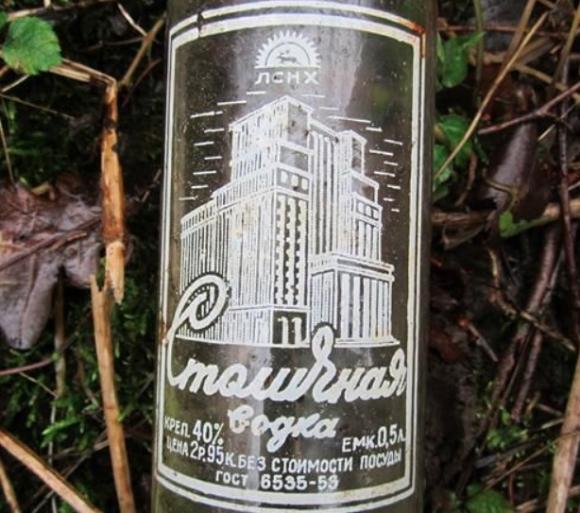 ЛСНХ
Столичная
водка
КРЕП. 40% ЕМК. 0,5 Л.
ЦЕНА 2Р. 95 К. БЕЗ СТОИМОСТИ ПОСУДЫ
ГОСТ 6535-53